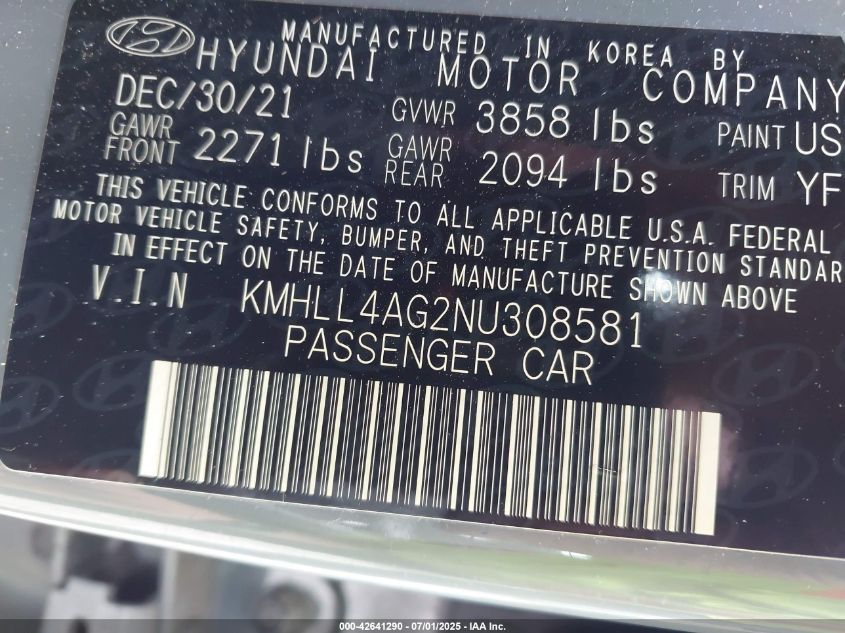 MANUFACTURED IN KOREA BY
HYUNDAI MOTOR COMPANY
DEC/30/21 GVWR 3858 lbs PAINT US
GAWR FRONT 2271 lbs GAWR REAR 2094 lbs TRIM YF
THIS VEHICLE CONFORMS TO ALL APPLICABLE U.S.A. FEDERAL
MOTOR VEHICLE SAFETY, BUMPER, AND THEFT PREVENTION STANDAR
IN EFFECT ON THE DATE OF MANUFACTURE SHOWN ABOVE
V.I.N KMHLL4AG2NU308581
PASSENGER CAR
000-42641290 - 07/01/2025 - IAA Inc.